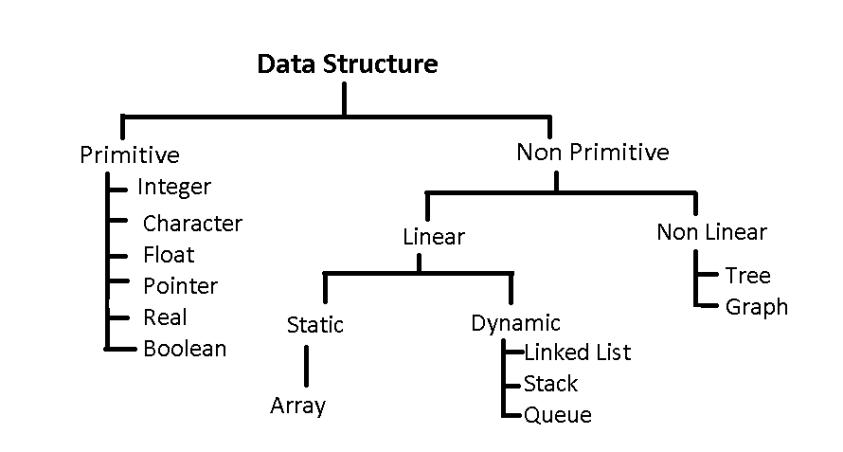 Data Structure
Primitive
Non Primitive
Integer
Character
Float
Pointer
Real
Boolean
Linear
Non Linear
Tree
Graph
Static
Dynamic
Array
Linked List
Stack
Queue